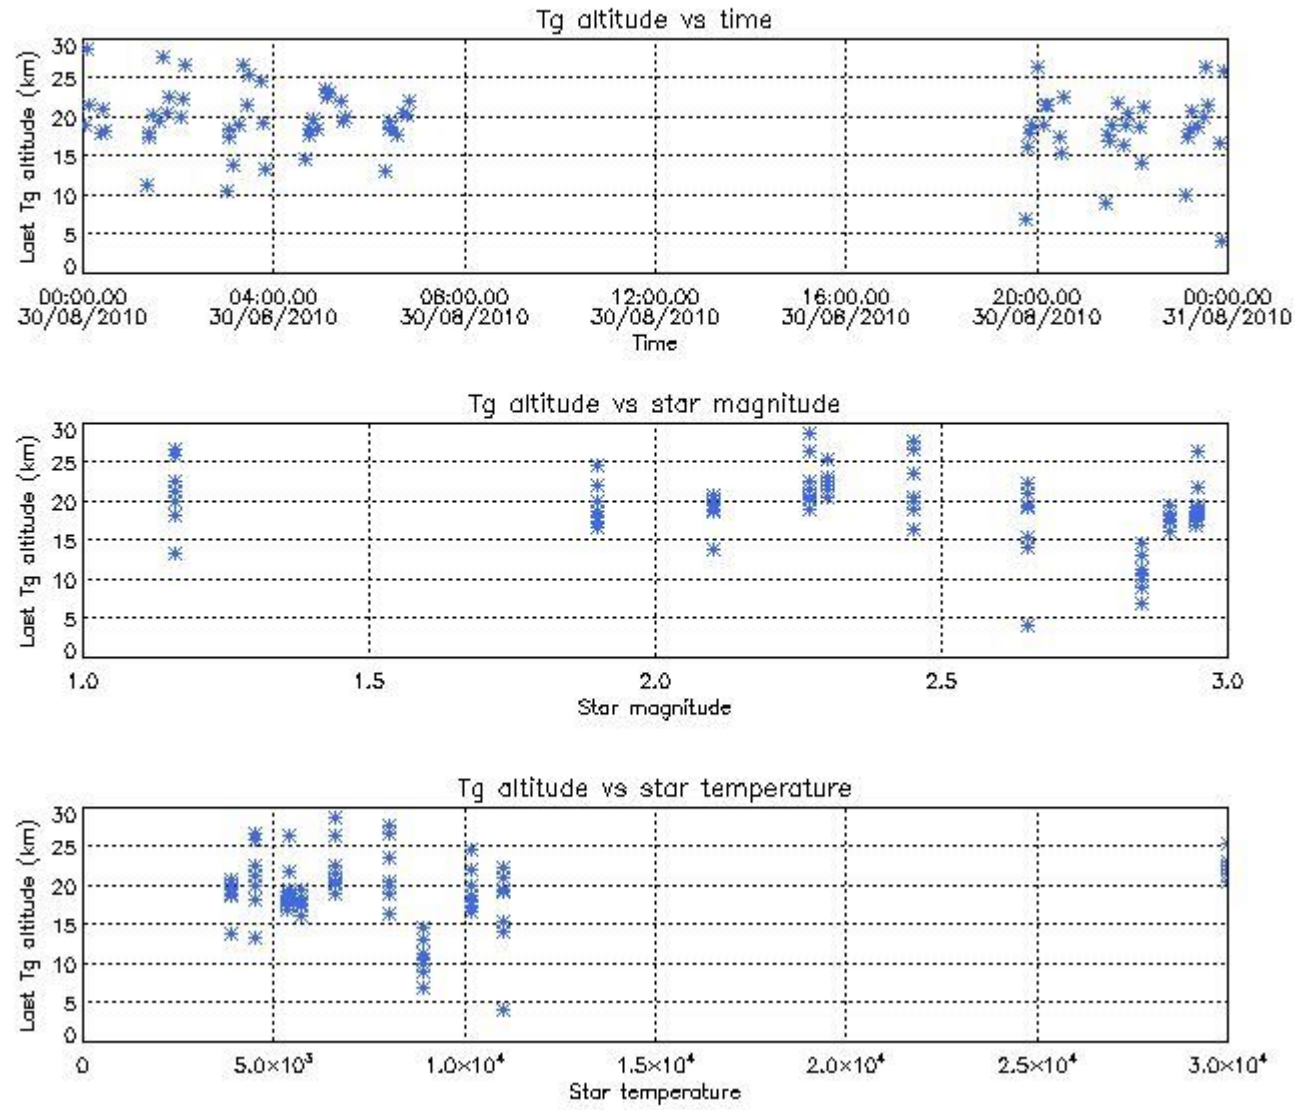 Tg altitude vs time
Last Tg altitude (km)
30
25
20
15
10
5
0
00:00.00 04:00.00 08:00.00 12:00.00 16:00.00 20:00.00 00:00.00
30/08/2010 30/08/2010 30/08/2010 30/08/2010 30/08/2010 30/08/2010 31/08/2010
Time
Tg altitude vs star magnitude
Last Tg altitude (km)
30
25
20
15
10
5
0
1.0 1.5 2.0 2.5 3.0
Star magnitude
Tg altitude vs star temperature
Last Tg altitude (km)
30
25
20
15
10
5
0
0 5.0×10³ 1.0×10⁴ 1.5×10⁴ 2.0×10⁴ 2.5×10⁴ 3.0×10⁴
Star temperature